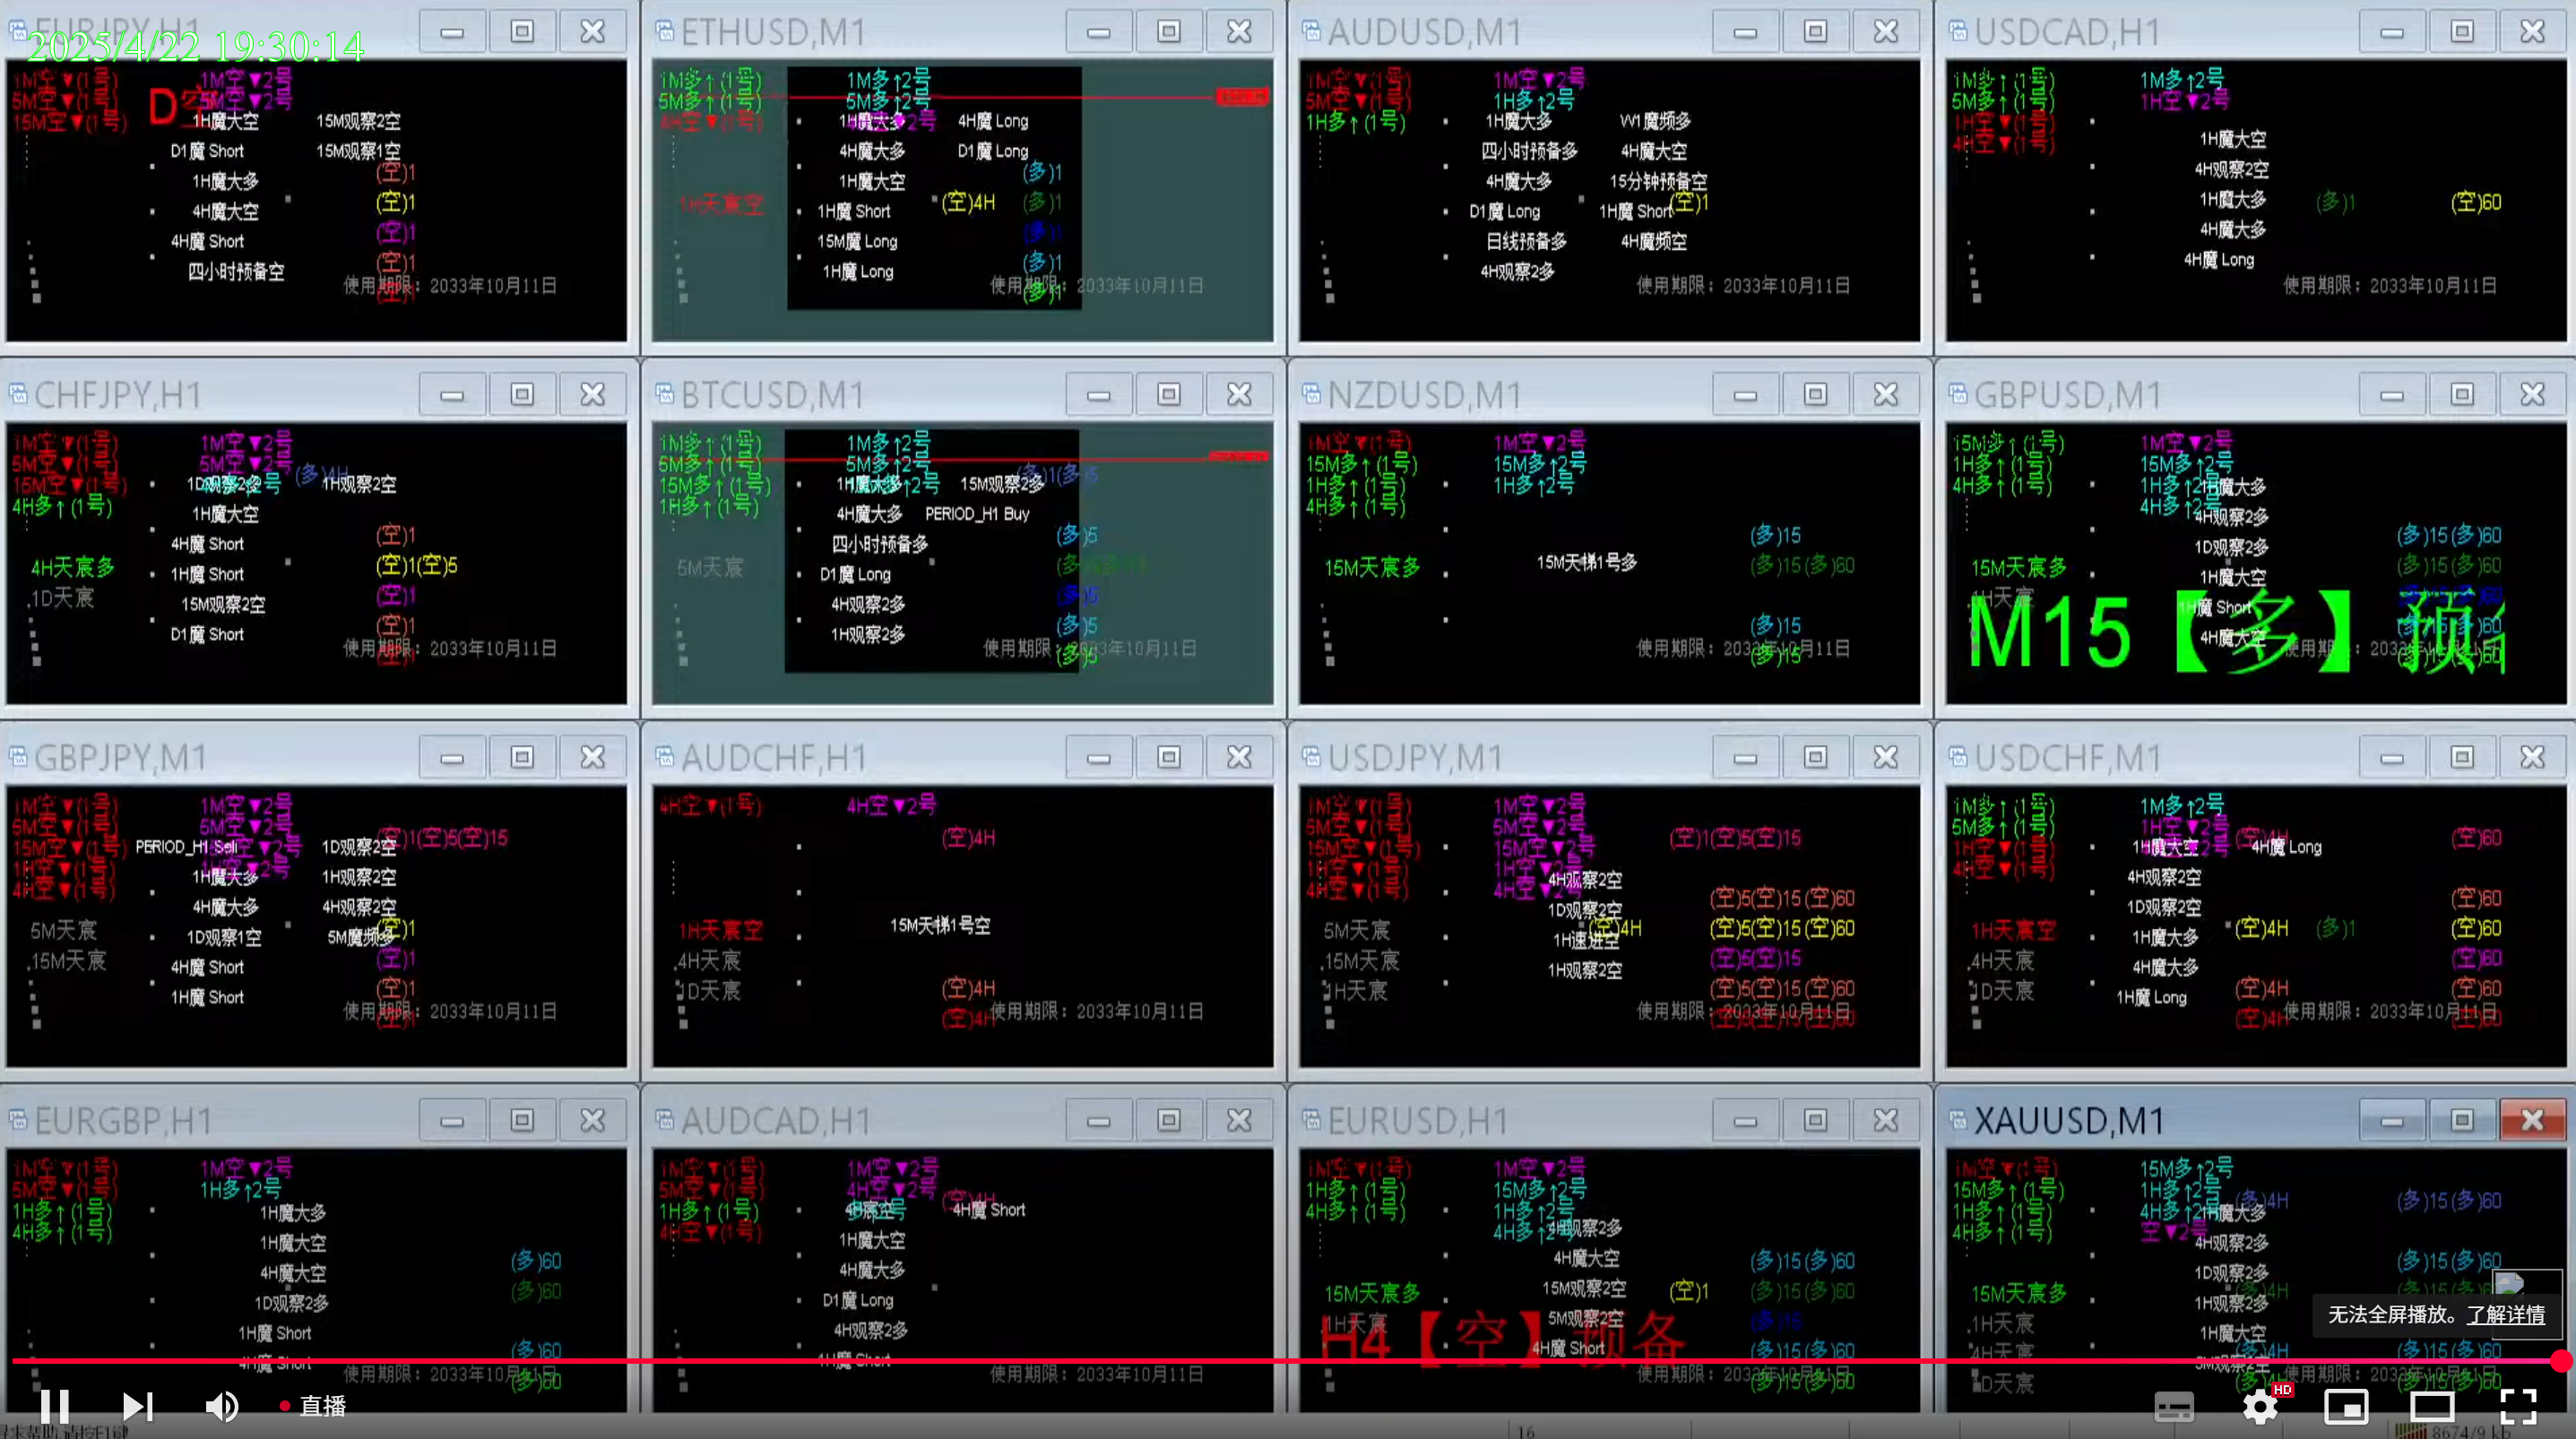 EURJPY,H1
2025/4/22 19:30:14
1M空▼(1号) 1M空▼2号
5M空▼(1号) 5M空▼2号
15M空▼(1号)
D空
1H魔大空 15M观察2空
D1魔 Short 15M观察1空
(空)1
1H魔大多
4H魔大空 (空)1
4H魔 Short (空)1
四小时预备空 (空)1
使用期限：2033年10月11日
ETHUSD,M1
1M多↑(1号) 1M多↑2号
5M多↑(1号) 5M多↑2号
4H空▼(1号)
1H魔大多 4H魔 Long
4H魔大多 D1魔 Long
1H魔大空 (多)1
1H天宸空 1H魔 Short (空)4H (多)1
15M魔 Long (多)1
1H魔 Long (多)1
使用期限：2033年10月11日
(多)1
AUDUSD,M1
1M空▼(1号) 1M空▼2号
5M空▼(1号) 1H多↑2号
1H多↑(1号) 1H魔大多 W1魔频多
四小时预备多 4H魔大空
4H魔大多 15分钟预备空
D1魔 Long 1H魔 Short (空)1
日线预备多 4H魔频空
4H观察2多
使用期限：2033年10月11日
USDCAD,H1
1M多↑(1号) 1M多↑2号
5M多↑(1号) 1H空▼2号
1H空▼(1号)
4H空▼(1号)
1H魔大空
4H观察2空
1H魔大多 (多)1 (空)60
4H魔大多
4H魔 Long
使用期限：2033年10月11日
CHFJPY,H1
1M空▼(1号) 1M空▼2号
5M空▼(1号) 5M空▼2号 (多)4H
15M空▼(1号) 1D观察2多 1H观察2空
4H多↑(1号) 1H魔大空
4H魔 Short (空)1
4H天宸多 1H魔 Short (空)1(空)5
1D天宸 15M观察2空 (空)1
D1魔 Short (空)1
使用期限：2033年10月11日
BTCUSD,M1
1M多↑(1号) 1M多↑2号
5M多↑(1号) 5M多↑2号 (多)1(多)5
15M多↑(1号) 1H魔大多 15M观察2多
1H多↑(1号) 4H魔大多 PERIOD_H1 Buy
四小时预备多 (多)5
5M天宸 D1魔 Long
4H观察2多 (多)5
1H观察2多 (多)5
使用期限：2033年10月11日
(多)5
NZDUSD,M1
1M空▼(1号) 1M空▼2号
15M多↑(1号) 15M多↑2号
1H多↑(1号) 1H多↑2号
4H多↑(1号)
(多)15
15M天宸多 15M天梯1号多 (多)15(多)60
(多)15
使用期限：2033年10月11日
(多)15
GBPUSD,M1
15M多↑(1号) 1M空▼2号
1H多↑(1号) 15M多↑2号
4H多↑(1号) 1H多↑2号 1H魔大多
4H多↑2号 4H观察2多
1D观察2多 (多)15(多)60
15M天宸多 1H魔大空 (多)15(多)60
4H天宸 1H魔 Short
M15【多】预
4H魔大空 (多)15(多)60
使用期限：2033年10月11日
(多)15(多)60
GBPJPY,M1
1M空▼(1号) 1M空▼2号
5M空▼(1号) 5M空▼2号 (空)1(空)5(空)15
15M空▼(1号) PERIOD_H1 Sell 15M空▼2号 1D观察2空
1H空▼(1号) 1H空▼2号 1H魔大多 1H观察2空
4H空▼(1号) 4H魔大多 4H观察2空
5M天宸 1D观察1空 5M魔频多 (空)1
15M天宸 4H魔 Short (空)1
1H魔 Short (空)1
使用期限：2033年10月11日
AUDCHF,H1
4H空▼(1号) 4H空▼2号
(空)4H
1H天宸空 15M天梯1号空
4H天宸
1D天宸 (空)4H
(空)4H 使用期限：2033年10月11日
USDJPY,M1
1M空▼(1号) 1M空▼2号
5M空▼(1号) 5M空▼2号 (空)1(空)5(空)15
15M空▼(1号) 15M空▼2号
1H空▼(1号) 1H空▼2号 4H观察2空
4H空▼(1号) 4H空▼2号 (空)5(空)15(空)60
1D观察2空
5M天宸 1H速进空 (空)4H (空)5(空)15(空)60
15M天宸 1H观察2空 (空)5(空)15
1H天宸 (空)5(空)15(空)60
使用期限：2033年10月11日
(空)5(空)15(空)60
USDCHF,M1
1M多↑(1号) 1M多↑2号
5M多↑(1号) 1H空▼2号 (空)4H (空)60
1H空▼(1号) 1H魔大空 4H魔 Long
4H空▼(1号) 4H观察2空
1D观察2空 (空)60
1H天宸空 1H魔大多 (空)4H (多)1 (空)60
4H天宸 4H魔大多 (空)60
1D天宸 1H魔 Long (空)4H (空)60
(空)4H 使用期限：2033年10月11日
EURGBP,H1
1M空▼(1号) 1M空▼2号
5M空▼(1号) 1H多↑2号
1H多↑(1号) 1H魔大多
4H多↑(1号) 1H魔大空
(多)60
4H魔大空
1D观察2多 (多)60
1H魔 Short (多)60
4H魔 Short
使用期限：2033年10月11日
(多)60
AUDCAD,H1
1M空▼(1号) 1M空▼2号
5M空▼(1号) 4H空▼2号 (空)4H
1H多↑(1号) 4H魔 Short
4H空▼(1号) 1H魔大空
4H魔大多
D1魔 Long
4H观察2多
1H魔 Short
使用期限：2033年10月11日
EURUSD,H1
1M空▼(1号) 1M空▼2号
1H多↑(1号) 15M多↑2号
4H多↑(1号) 1H多↑2号
4H多↑2号 4H观察2多
4H魔大空 (多)15(多)60
15M天宸多 15M观察2空 (空)1 (多)15(多)60
1H天宸 5M观察2空 (多)15
H4【空】预备
4H魔 Short (多)15(多)60
使用期限：2033年10月11日
(多)15(多)60
XAUUSD,M1
1M空▼(1号) 15M多↑2号
15M多↑(1号) 1H多↑2号 (多)4H (多)15(多)60
1H多↑(1号) 4H多↑2号 1H魔大多
4H多↑(1号) 空▼2号 4H观察2多
1D观察2多 (多)15(多)60
15M天宸多 1H观察2多 (多)4H
1H天宸 1H魔大空
无法全屏播放。了解详情
4H天宸 5M观察2空 (多)4H (多)15(多)60
1D天宸 使用期限：2033年10月11日
直播
HD
16
8674/9 kb